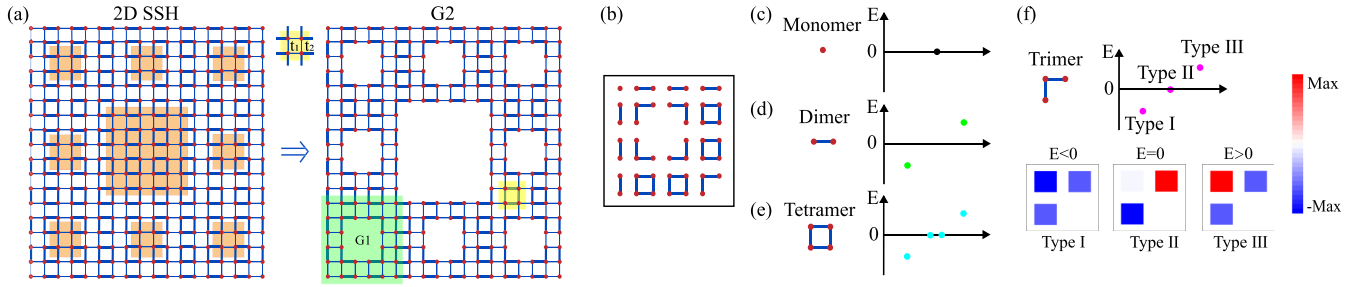 (a)
2D SSH
t1 t2
G2
G1
(b)
(c)
Monomer
E
0
(d)
Dimer
E
0
(e)
Tetramer
E
0
(f)
Trimer
E
0
Type III
Type II
Type I
E<0
E=0
E>0
Type I
Type II
Type III
Max
-Max